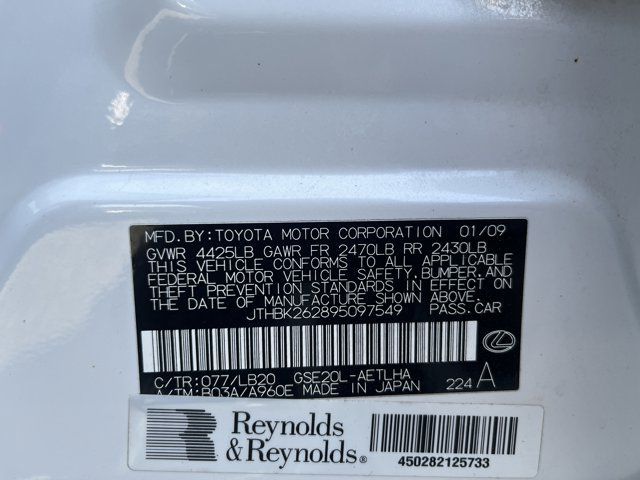 MFD. BY: TOYOTA MOTOR CORPORATION 01/09
GVWR 4425LB GAWR FR 2470LB RR 2430LB
THIS VEHICLE CONFORMS TO ALL APPLICABLE
FEDERAL MOTOR VEHICLE SAFETY, BUMPER, AND
THEFT PREVENTION STANDARDS IN EFFECT ON
THE DATE OF MANUFACTURE SHOWN ABOVE.
JTHBK262895097549 PASS. CAR
C/TR: 077/LB20 GSE20L-AETLHA
A/TM: B03A/A960E MADE IN JAPAN 224 A
Reynolds
& Reynolds®
450282125733